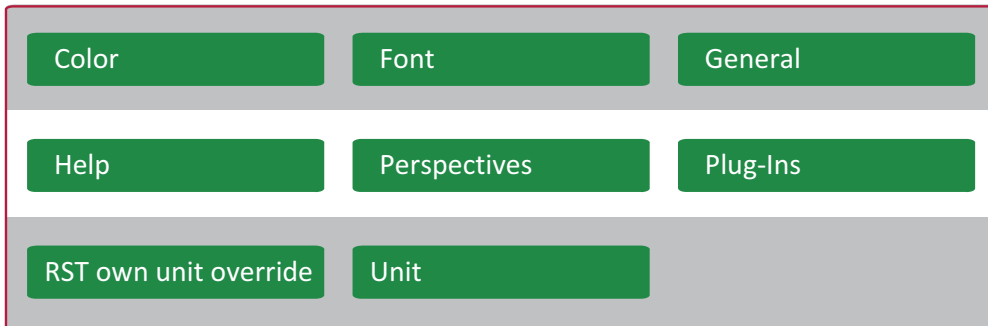 Color
Font
General
Help
Perspectives
Plug-Ins
RST own unit override
Unit